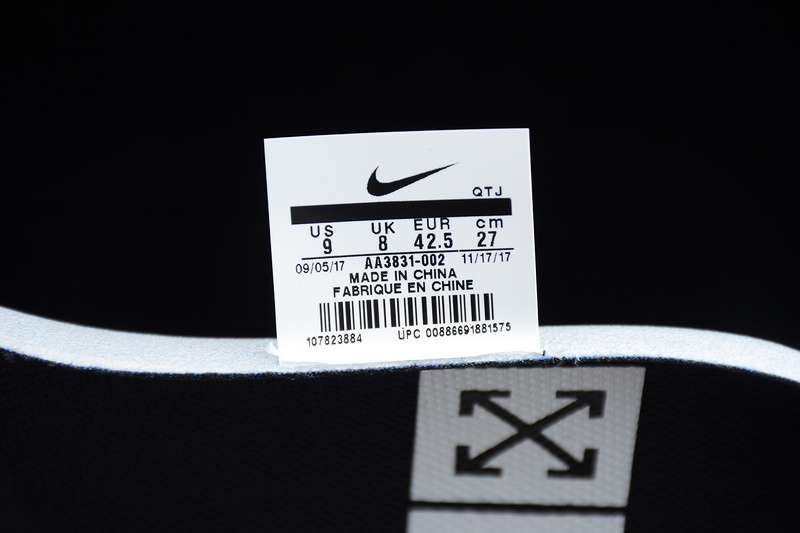 QTJ
US UK EUR cm
9 8 42.5 27
09/05/17 AA3831-002 11/17/17
MADE IN CHINA
FABRIQUE EN CHINE
107823884 UPC 00886691881575